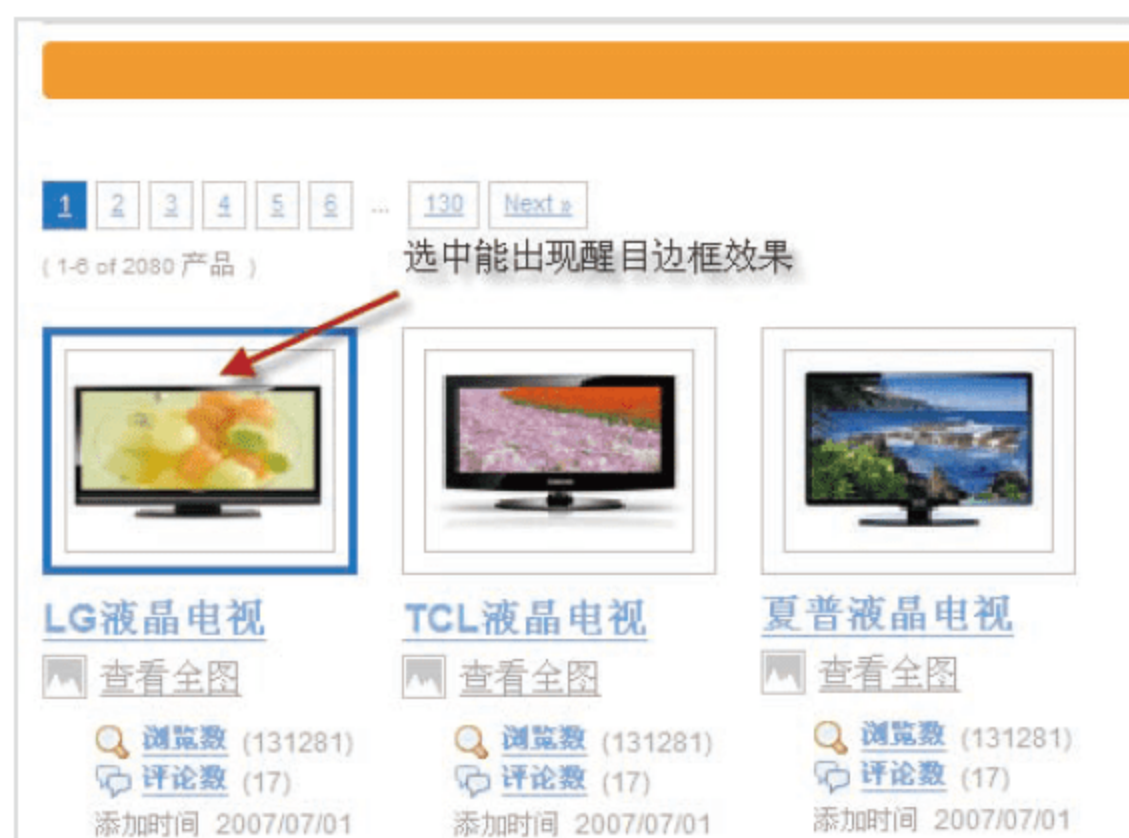 1 2 3 4 5 6 ... 130 Next »
( 1-6 of 2080 产品 )
选中能出现醒目边框效果
LG液晶电视 TCL液晶电视 夏普液晶电视
查看全图 查看全图 查看全图
浏览数 (131281) 浏览数 (131281) 浏览数 (131281)
评论数 (17) 评论数 (17) 评论数 (17)
添加时间 2007/07/01 添加时间 2007/07/01 添加时间 2007/07/01